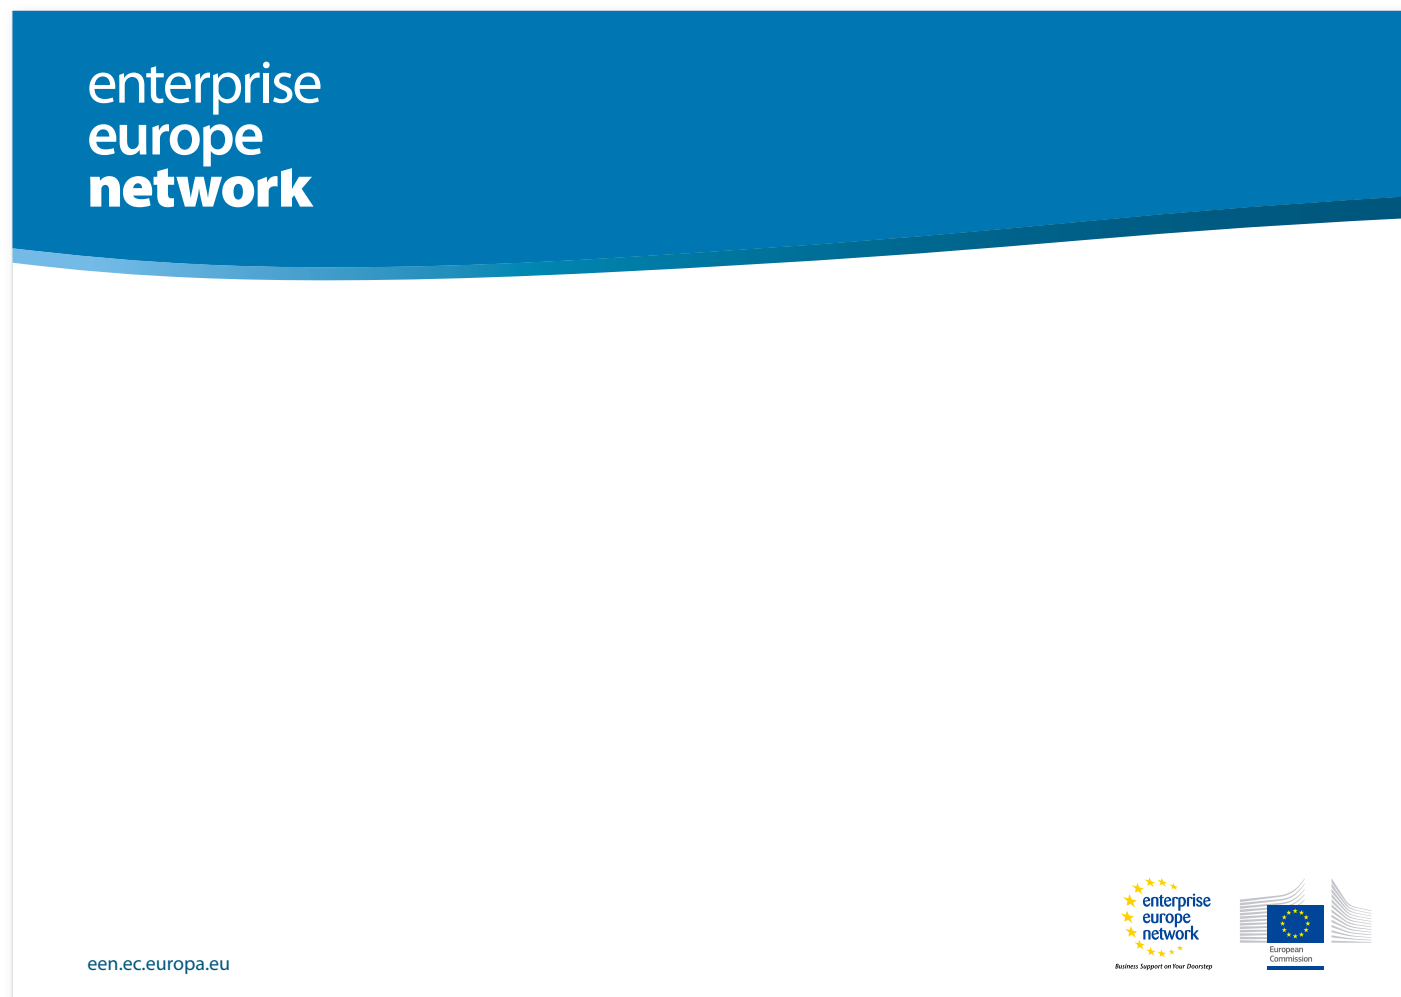 enterprise
europe
network
enterprise
europe
network
Business Support on Your Doorstep
European
Commission
een.ec.europa.eu